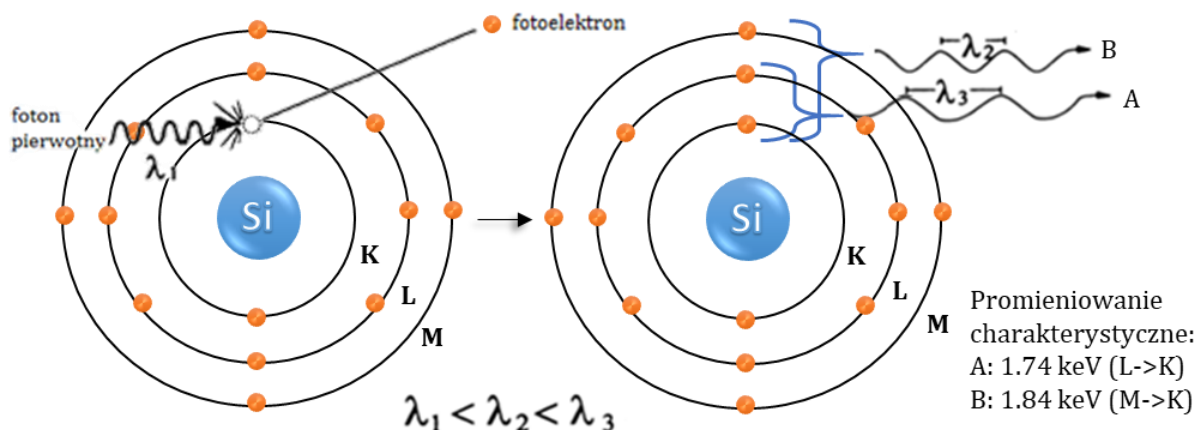 fotoelektron
foton
pierwotny
λ₁
Si
K
L
M
λ₂
B
λ₃
A
Si
K
L
M
Promieniowanie
charakterystyczne:
A: 1.74 keV (L->K)
B: 1.84 keV (M->K)
λ₁ < λ₂ < λ₃